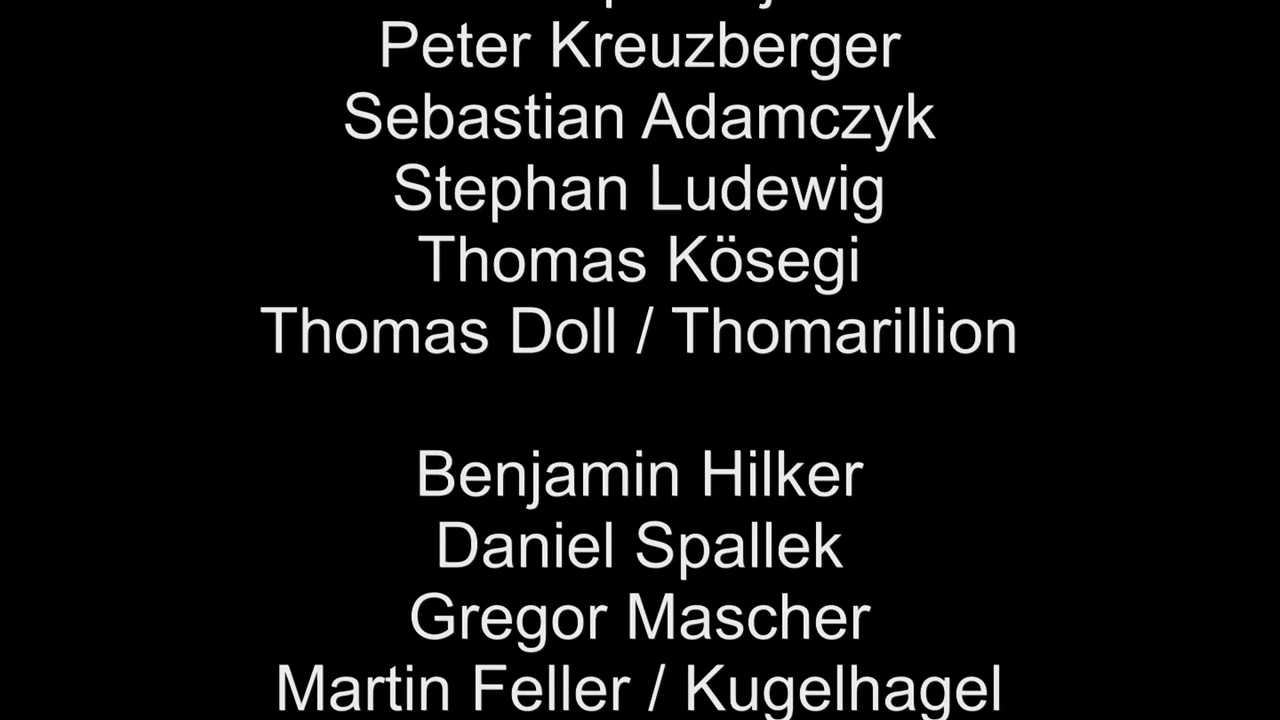 Peter Kreuzberger
Sebastian Adamczyk
Stephan Ludewig
Thomas Kösegi
Thomas Doll / Thomarillion
Benjamin Hilker
Daniel Spallek
Gregor Mascher
Martin Feller / Kugelhagel